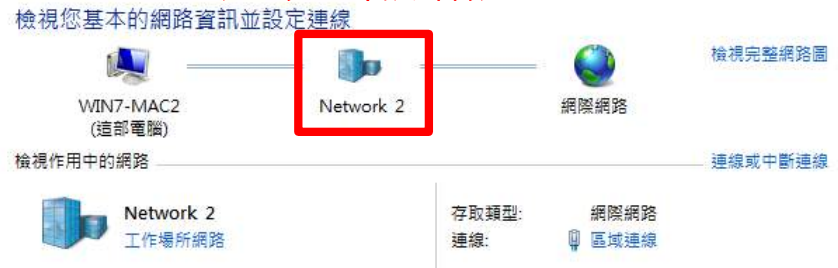 檢視您基本的網路資訊並設定連線
檢視完整網路圖
WIN7-MAC2
(這部電腦)
Network 2
網際網路
檢視作用中的網路
連線或中斷連線
Network 2
工作場所網路
存取類型: 網際網路
連線: 區域連線